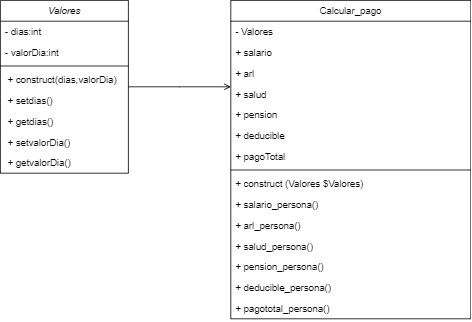 Valores
- dias:int
- valorDia:int
+ construct(dias,valorDia)
+ setdias()
+ getdias()
+ setvalorDia()
+ getvalorDia()
Calcular_pago
- Valores
+ salario
+ arl
+ salud
+ pension
+ deducible
+ pagoTotal
+ construct (Valores $Valores)
+ salario_persona()
+ arl_persona()
+ salud_persona()
+ pension_persona()
+ deducible_persona()
+ pagototal_persona()